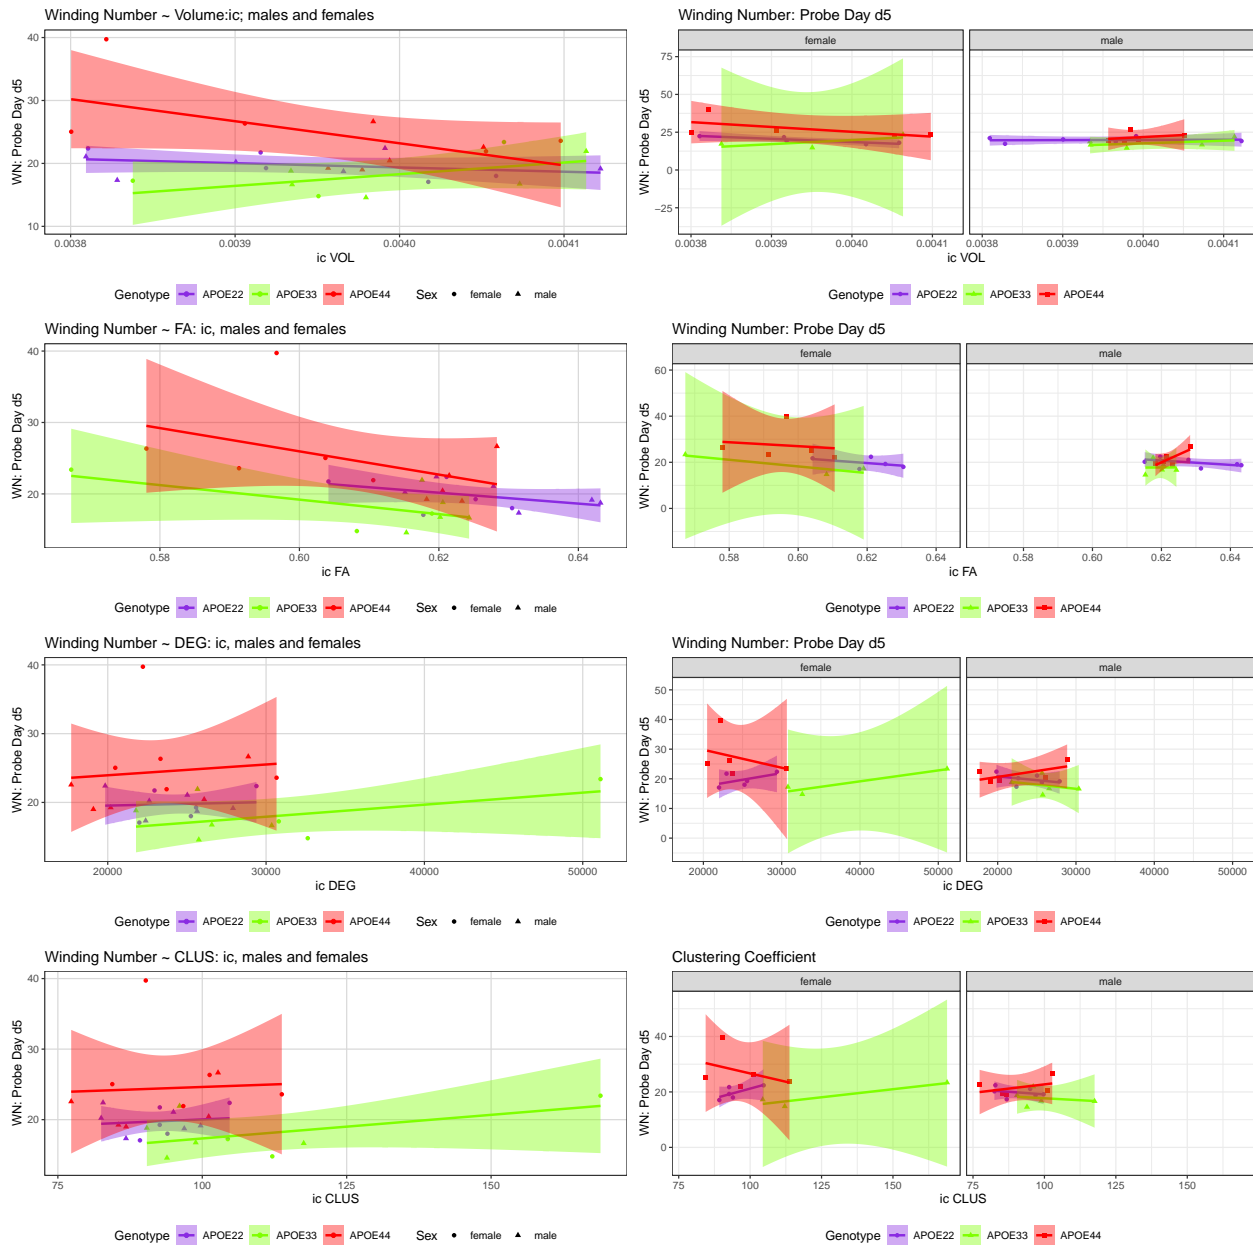 Winding Number ~ Volume:ic; males and females
WN: Probe Day d5
40
30
20
10
0.0038
0.0039
0.0040
0.0041
ic VOL
Genotype APOE22 APOE33 APOE44 Sex female male
Winding Number: Probe Day d5
female
male
WN: Probe Day d5
75
50
25
0
−25
0.0038
0.0039
0.0040
0.0041
0.0038
0.0039
0.0040
0.0041
ic VOL
Genotype APOE22 APOE33 APOE44
Winding Number ~ FA: ic, males and females
WN: Probe Day d5
40
30
20
0.58
0.60
0.62
0.64
ic FA
Genotype APOE22 APOE33 APOE44 Sex female male
Winding Number: Probe Day d5
female
male
WN: Probe Day d5
60
40
20
0
0.58
0.60
0.62
0.64
0.58
0.60
0.62
0.64
ic FA
Genotype APOE22 APOE33 APOE44
Winding Number ~ DEG: ic, males and females
WN: Probe Day d5
40
30
20
20000
30000
40000
50000
ic DEG
Genotype APOE22 APOE33 APOE44 Sex female male
Winding Number: Probe Day d5
female
male
WN: Probe Day d5
50
40
30
20
10
0
20000
30000
40000
50000
20000
30000
40000
50000
ic DEG
Genotype APOE22 APOE33 APOE44
Winding Number ~ CLUS: ic, males and females
WN: Probe Day d5
40
30
20
75
100
125
150
ic CLUS
Genotype APOE22 APOE33 APOE44 Sex female male
Clustering Coefficient
female
male
WN: Probe Day d5
40
20
0
75
100
125
150
75
100
125
150
ic CLUS
Genotype APOE22 APOE33 APOE44